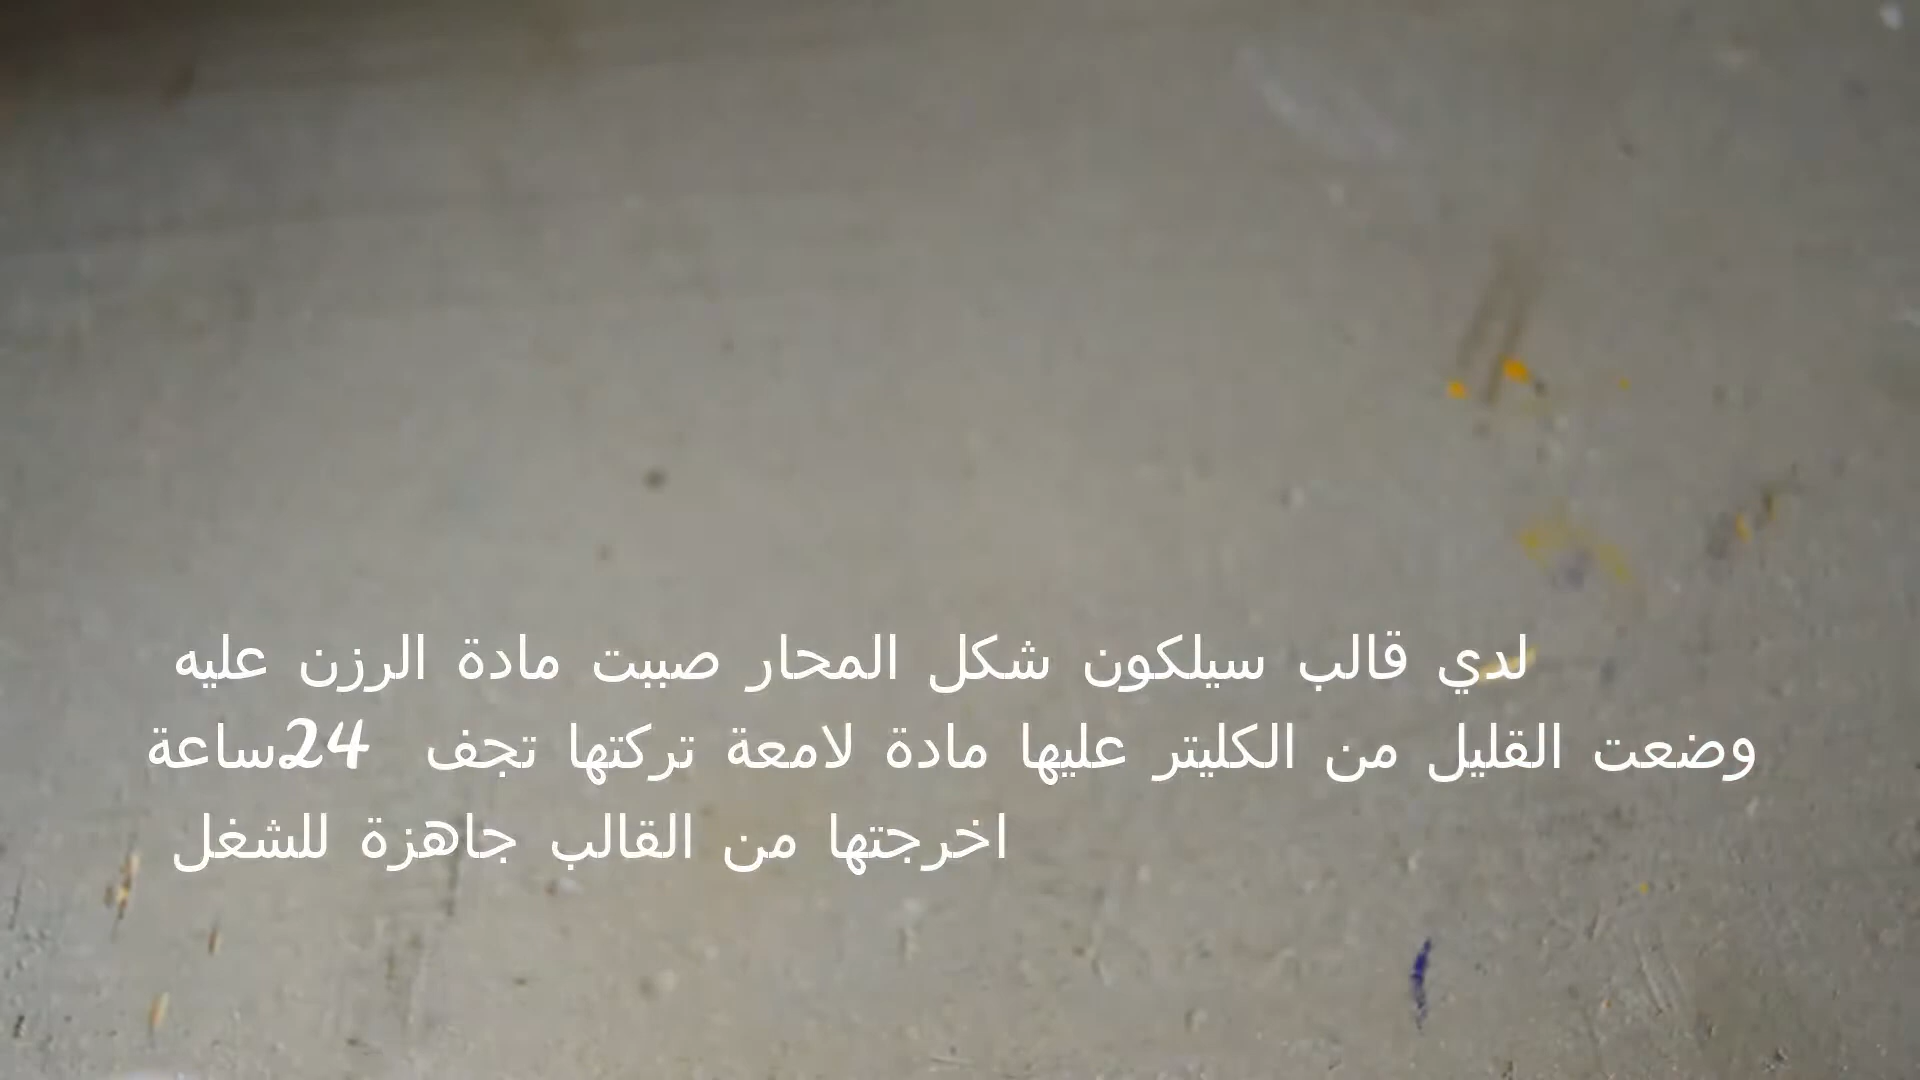 لدي قالب سيلكون شكل المحار صببت مادة الرزن عليه
وضعت القليل من الكليتر عليها مادة لامعة تركتها تجف 24ساعة
اخرجتها من القالب جاهزة للشغل